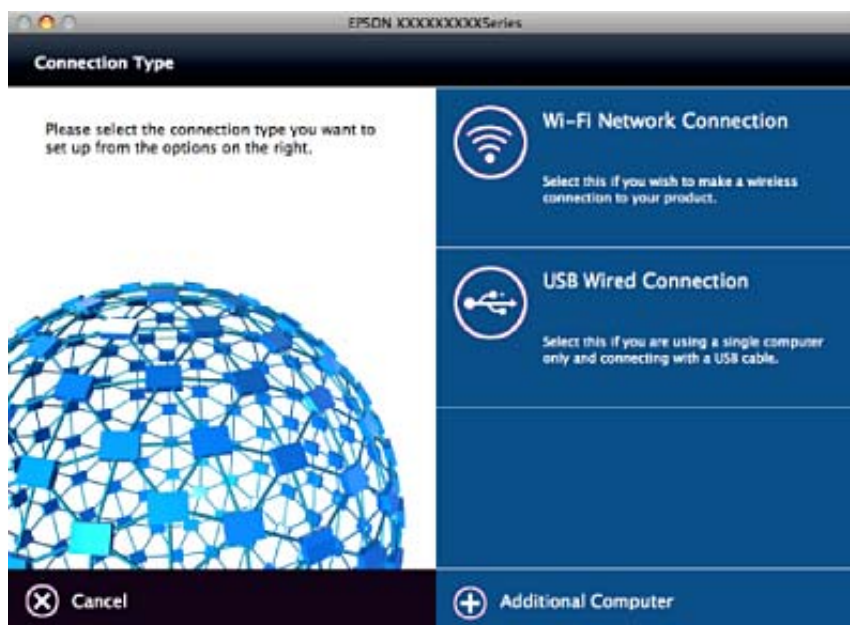 EPSON XXXXXXXXXSeries
Connection Type
Please select the connection type you want to
set up from the options on the right.
Wi-Fi Network Connection
Select this if you wish to make a wireless
connection to your product.
USB Wired Connection
Select this if you are using a single computer
only and connecting with a USB cable.
Cancel
Additional Computer